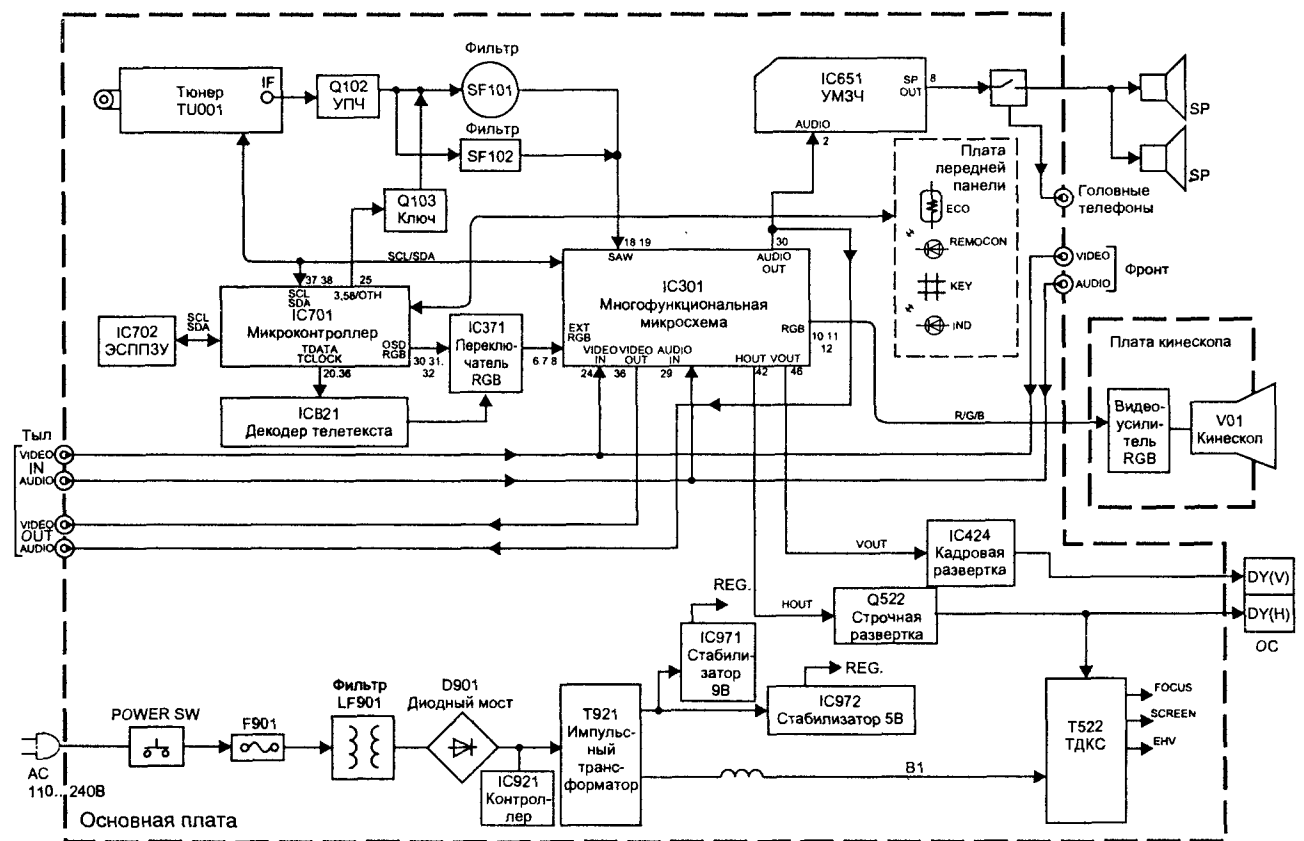 Тюнер
TU001
IF
Q102
УПЧ
Фильтр
SF101
Фильтр
SF102
Q103
Ключ
IC651
УМЗЧ
SP
OUT
8
AUDIO
2
SP
SP
Плата
передней
панели
ECO
REMOCON
KEY
IND
Головные
телефоны
VIDEO
AUDIO
Фронт
SCL/SDA
37 38
25
SCL
SDA
3,58/OTH
IC701
Микроконтроллер
TDATA
TCLOCK
OSD
RGB
20.36
30 31.
32
IC702
ЭСППЗУ
SCL
SDA
IC371
Переклю-
чатель
RGB
6 7 8
ICB21
Декодер телетекста
18 19
SAW
30
AUDIO
OUT
IC301
Многофункциональная
микросхема
EXT
RGB
RGB
10 11
12
VIDEO
IN
VIDEO
OUT
AUDIO
IN
HOUT
VOUT
24
36
29
42
46
R/G/B
Плата кинескопа
Видео-
усили-
тель
RGB
V01
Кинескоп
Тыл
VIDEO
IN
AUDIO
VIDEO
OUT
AUDIO
VOUT
IC424
Кадровая
развертка
HOUT
Q522
Строчная
развертка
DY(V)
DY(H)
ОС
REG.
IC971
Стабили-
затор
9В
REG.
IC972
Стабилизатор 5В
POWER SW
F901
Фильтр
LF901
D901
Диодный мост
IC921
Контрол-
лер
T921
Импульс-
ный
транс-
форматор
B1
T522
ТДКС
FOCUS
SCREEN
EHV
AC
110... 240В
Основная плата